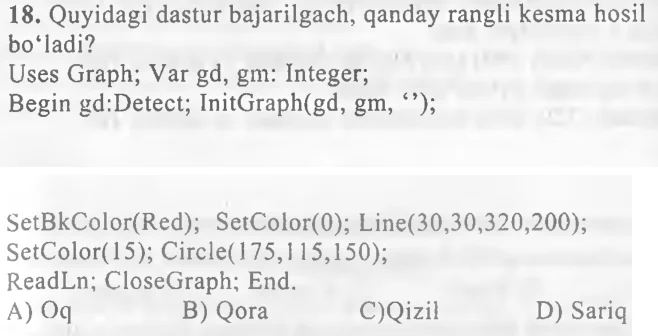 18. Quyidagi dastur bajarilgach, qanday rangli kesma hosil
bo‘ladi?
Uses Graph; Var gd, gm: Integer;
Begin gd:Detect; InitGraph(gd, gm, ‘’);
SetBkColor(Red); SetColor(0); Line(30,30,320,200);
SetColor(15); Circle(175,115,150);
ReadLn; CloseGraph; End.
A) Oq B) Qora C)Qizil D) Sariq